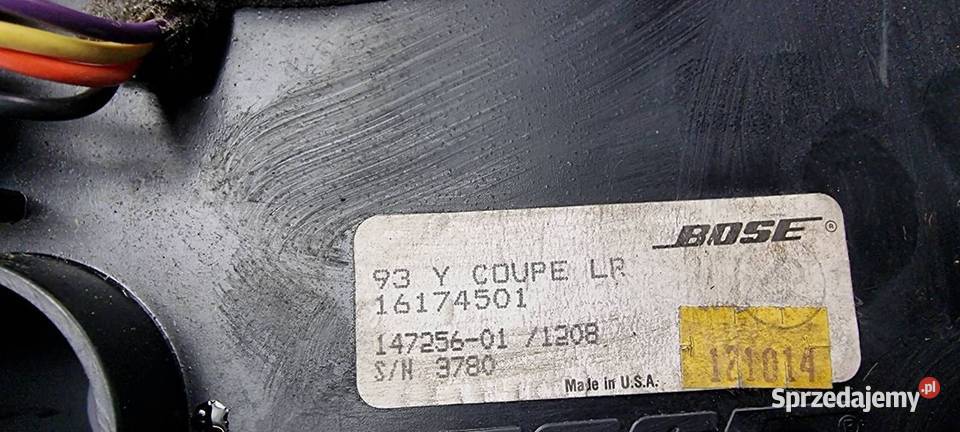 BOSE®
93 Y COUPE LR
16174501
147256-01 /1208
S/N 3780
121014
Made in U.S.A.
Sprzedajemy.pl